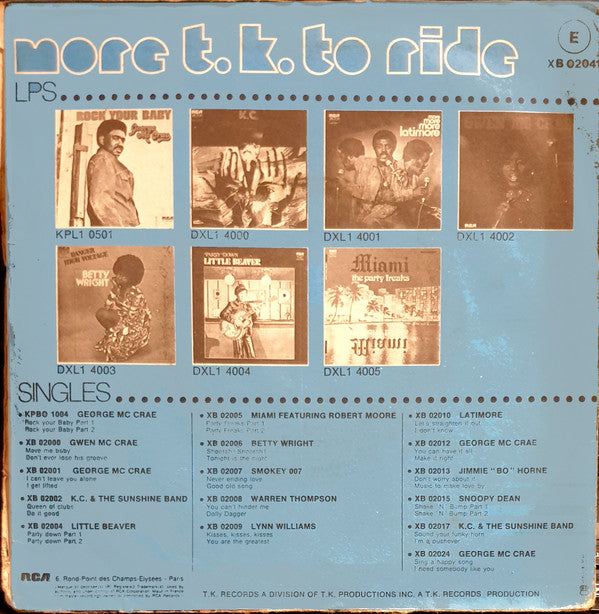 more t.k. to ride
E
XB 02041
LPS
ROCK YOUR BABY
K.C.
more
more
latimore
KPL1 0501
DXL1 4000
DXL1 4001
DXL1 4002
DANGER
HIGH VOLTAGE
BETTY
WRIGHT
PARTY DOWN
LITTLE BEAVER
Miami
the party freaks
Miami
DXL1 4003
DXL1 4004
DXL1 4005
SINGLES
KPBO 1004 GEORGE MC CRAE
Rock your Baby Part 1
Rock your Baby Part 2
XB 02000 GWEN MC CRAE
Move me baby
Don't ever lose his groove
XB 02001 GEORGE MC CRAE
I can't leave you alone
I get lifted
XB 02002 K.C. & THE SUNSHINE BAND
Queen of clubs
Do it good
XB 02004 LITTLE BEAVER
Party down Part 1
Party down Part 2
XB 02005 MIAMI FEATURING ROBERT MOORE
Party Freaks Part 1
Party Freaks Part 2
XB 02006 BETTY WRIGHT
Shoorah! Shoorah!
Tonight is the night
XB 02007 SMOKEY 007
Never ending love
Good old song
XB 02008 WARREN THOMPSON
You can't hinder me
Dolly Dagger
XB 02009 LYNN WILLIAMS
Kisses, kisses, kisses
You are the greatest
XB 02010 LATIMORE
Let's straighten it out
I don't know
XB 02012 GEORGE MC CRAE
You can have it all
Make it right
XB 02013 JIMMIE "BO" HORNE
Don't worry about it
Music to make love by
XB 02015 SNOOPY DEAN
Shake 'N' Bump Part 1
Shake 'N' Bump Part 2
XB 02017 K.C. & THE SUNSHINE BAND
Sound your funky horn
I'm a pushover
XB 02024 GEORGE MC CRAE
Sing a happy song
I need somebody like you
RCA 6 Rond-Point des Champs-Elysées - Paris
T.K. RECORDS A DIVISION OF T.K. PRODUCTIONS INC. A T.K. RECORDS PRODUCTION